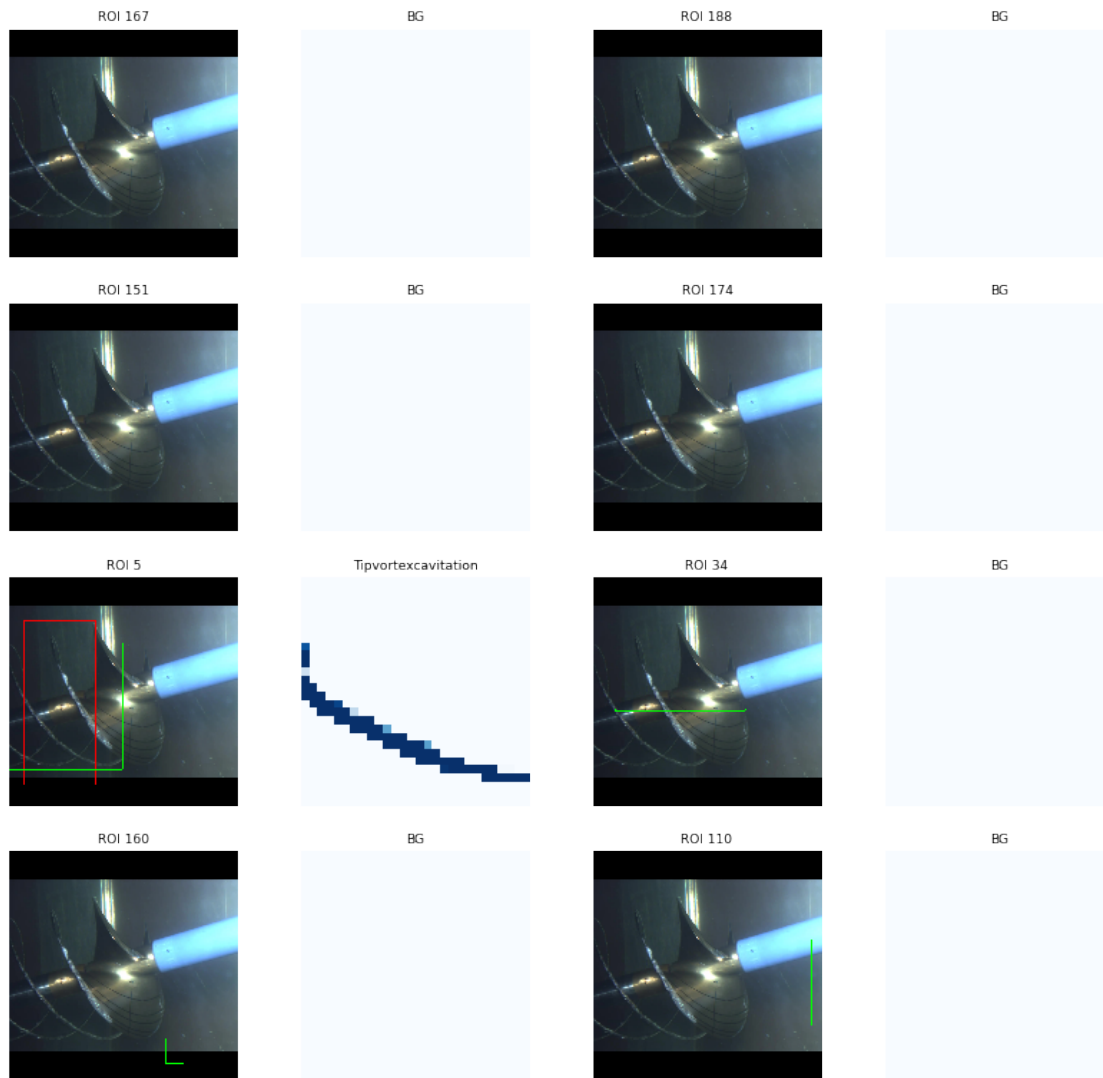 ROI 167 BG ROI 188 BG
ROI 151 BG ROI 174 BG
ROI 5 Tipvortexcavitation ROI 34 BG
ROI 160 BG ROI 110 BG